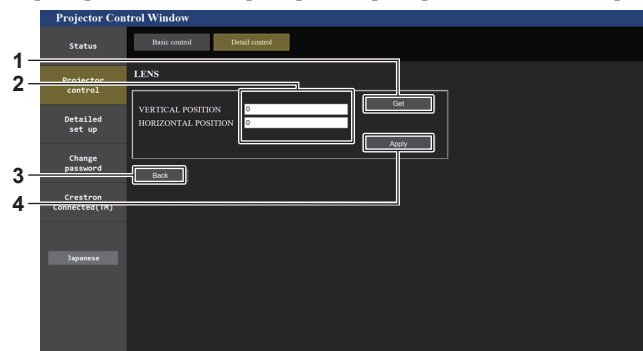 Projector Control Window
Status
Basic control
Detail control
1
2
LENS
Projector
control
VERTICAL POSITION
0
Get
HORIZONTAL POSITION
0
Detailed
set up
Apply
Change
password
3
Back
4
Crestron
Connected(TM)
Japanese